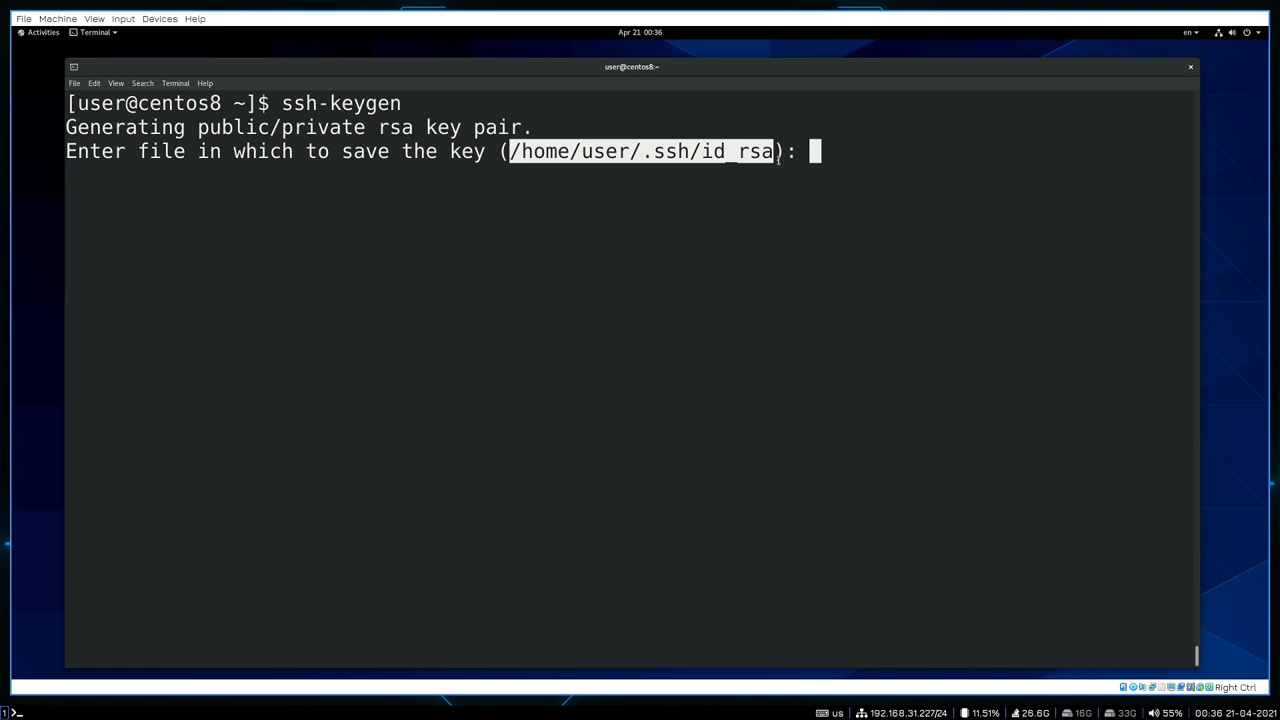 File Machine View Input Devices Help
Activities Terminal Apr 21 00:36 en
user@centos8:~ ×
File Edit View Search Terminal Help
[user@centos8 ~]$ ssh-keygen
Generating public/private rsa key pair.
Enter file in which to save the key (/home/user/.ssh/id_rsa):
Right Ctrl
1 >_ us 192.168.31.227/24 11.51% 26.6G 16G 33G 55% 00:36 21-04-2021